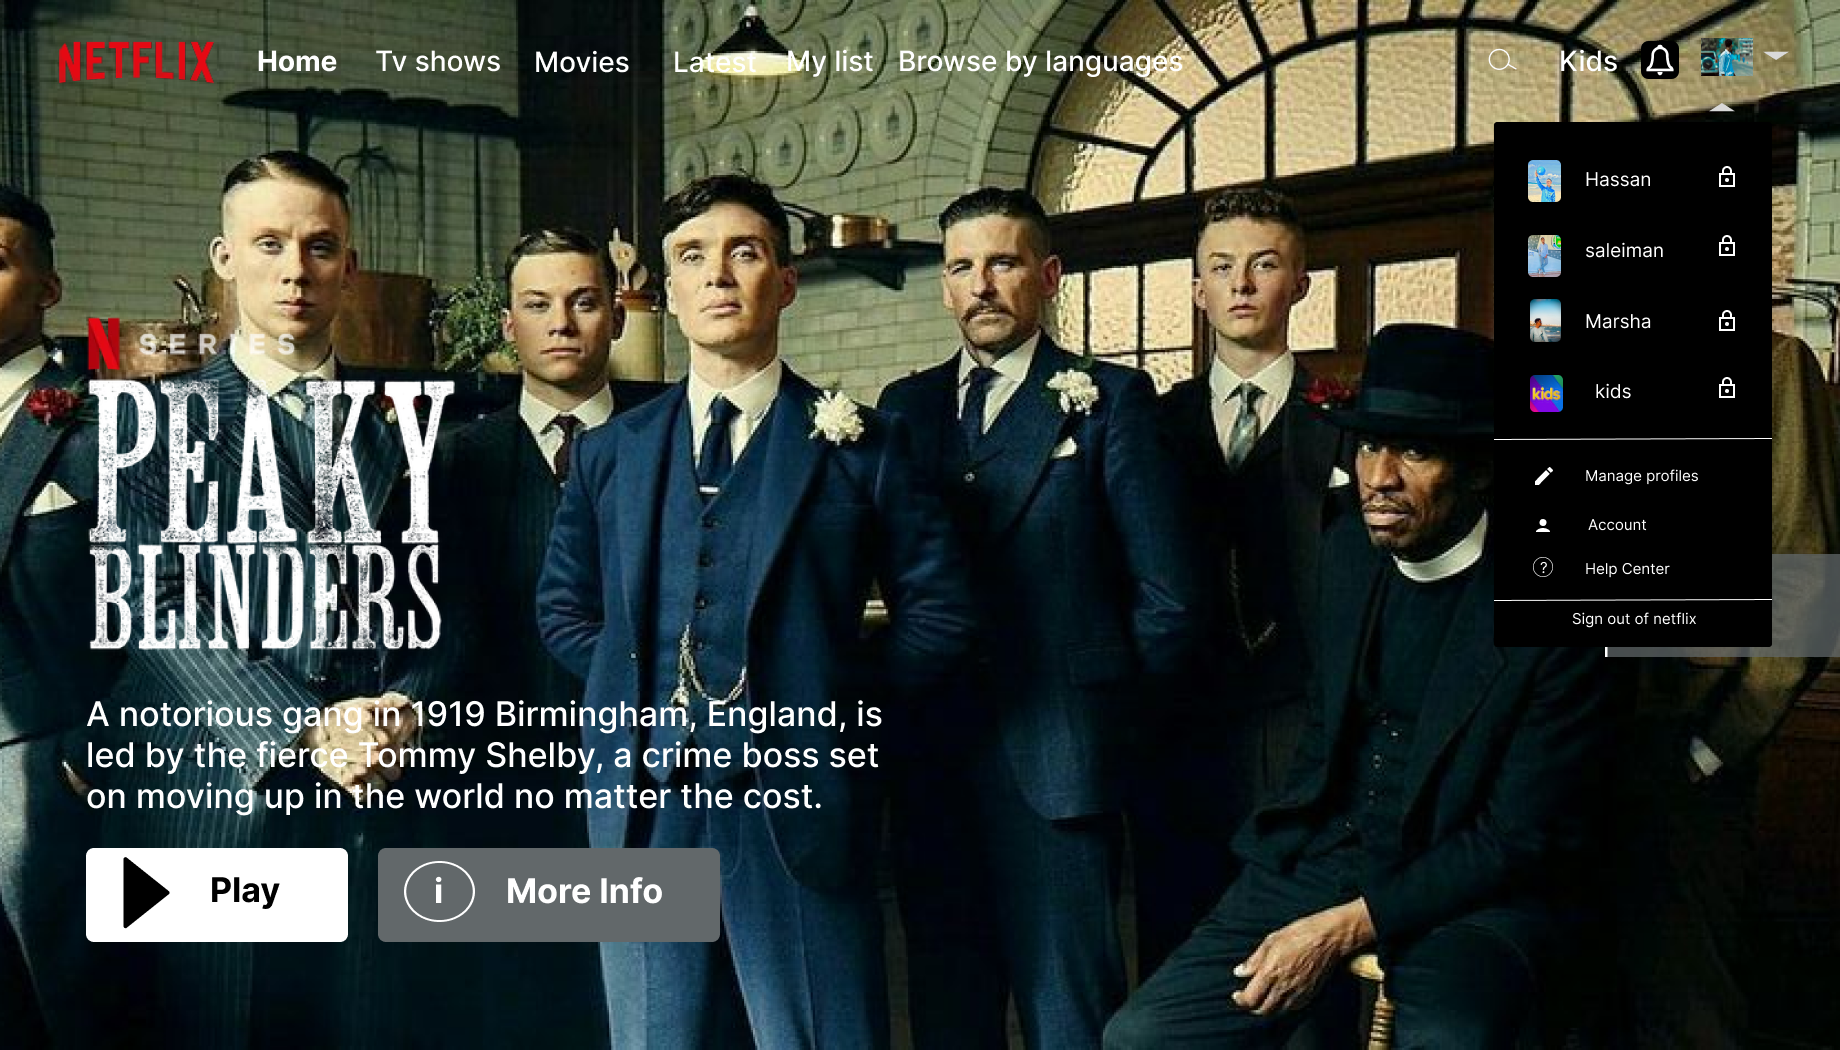 NETFLIX Home Tv shows Movies Latest My list Browse by languages Kids
Hassan
saleiman
Marsha
kids kids
Manage profiles
Account
? Help Center
Sign out of netflix
N SERIES
PEAKY
BLINDERS
A notorious gang in 1919 Birmingham, England, is
led by the fierce Tommy Shelby, a crime boss set
on moving up in the world no matter the cost.
Play i More Info